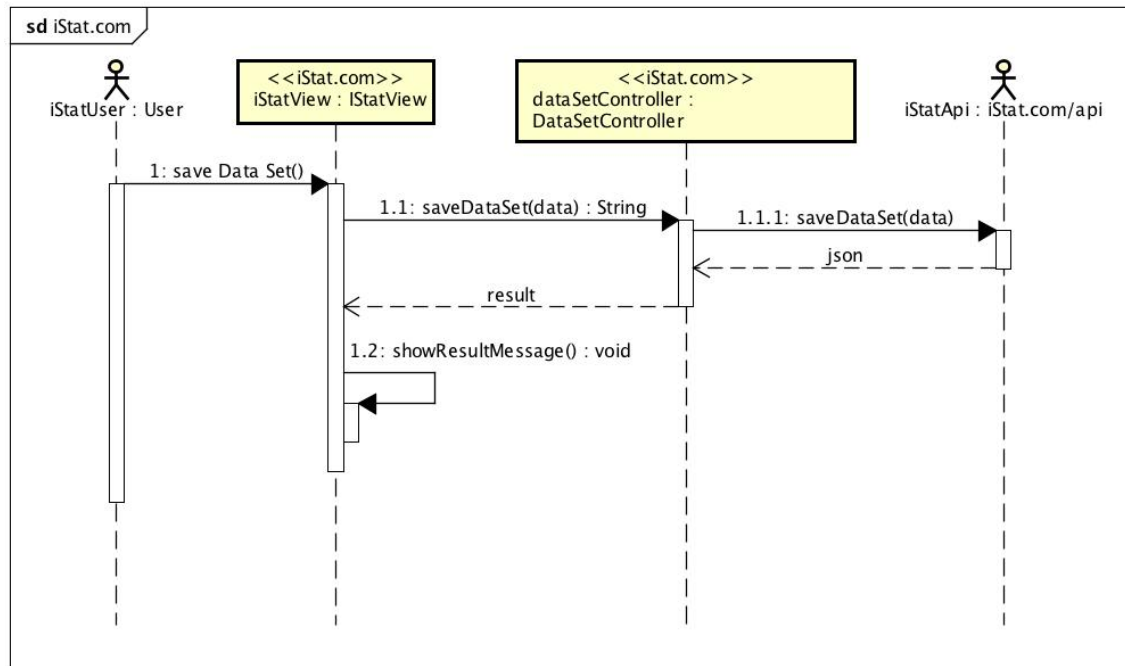 sd iStat.com
iStatUser : User
<<iStat.com>>
iStatView : IStatView
<<iStat.com>>
dataSetController :
DataSetController
iStatApi : iStat.com/api
1: save Data Set()
1.1: saveDataSet(data) : String
1.1.1: saveDataSet(data)
json
result
1.2: showResultMessage() : void